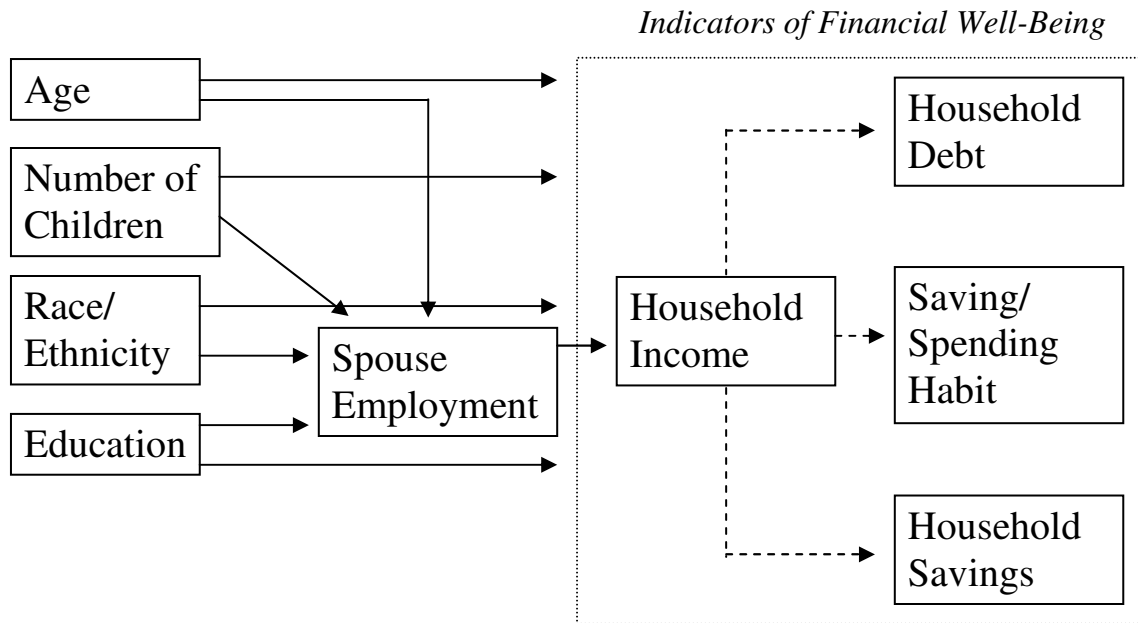 Indicators of Financial Well-Being
Age
Number of
Children
Race/
Ethnicity
Education
Spouse
Employment
Household
Income
Household
Debt
Saving/
Spending
Habit
Household
Savings